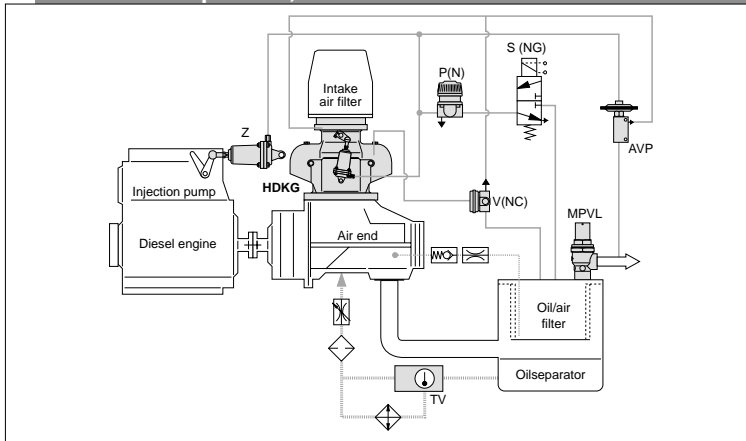 S (NG)
P(N)
Intake
air filter
Z
AVP
HDKG
V(NC)
Injection pump
MPVL
Diesel engine
Air end
Oil/air
filter
Oilseparator
TV